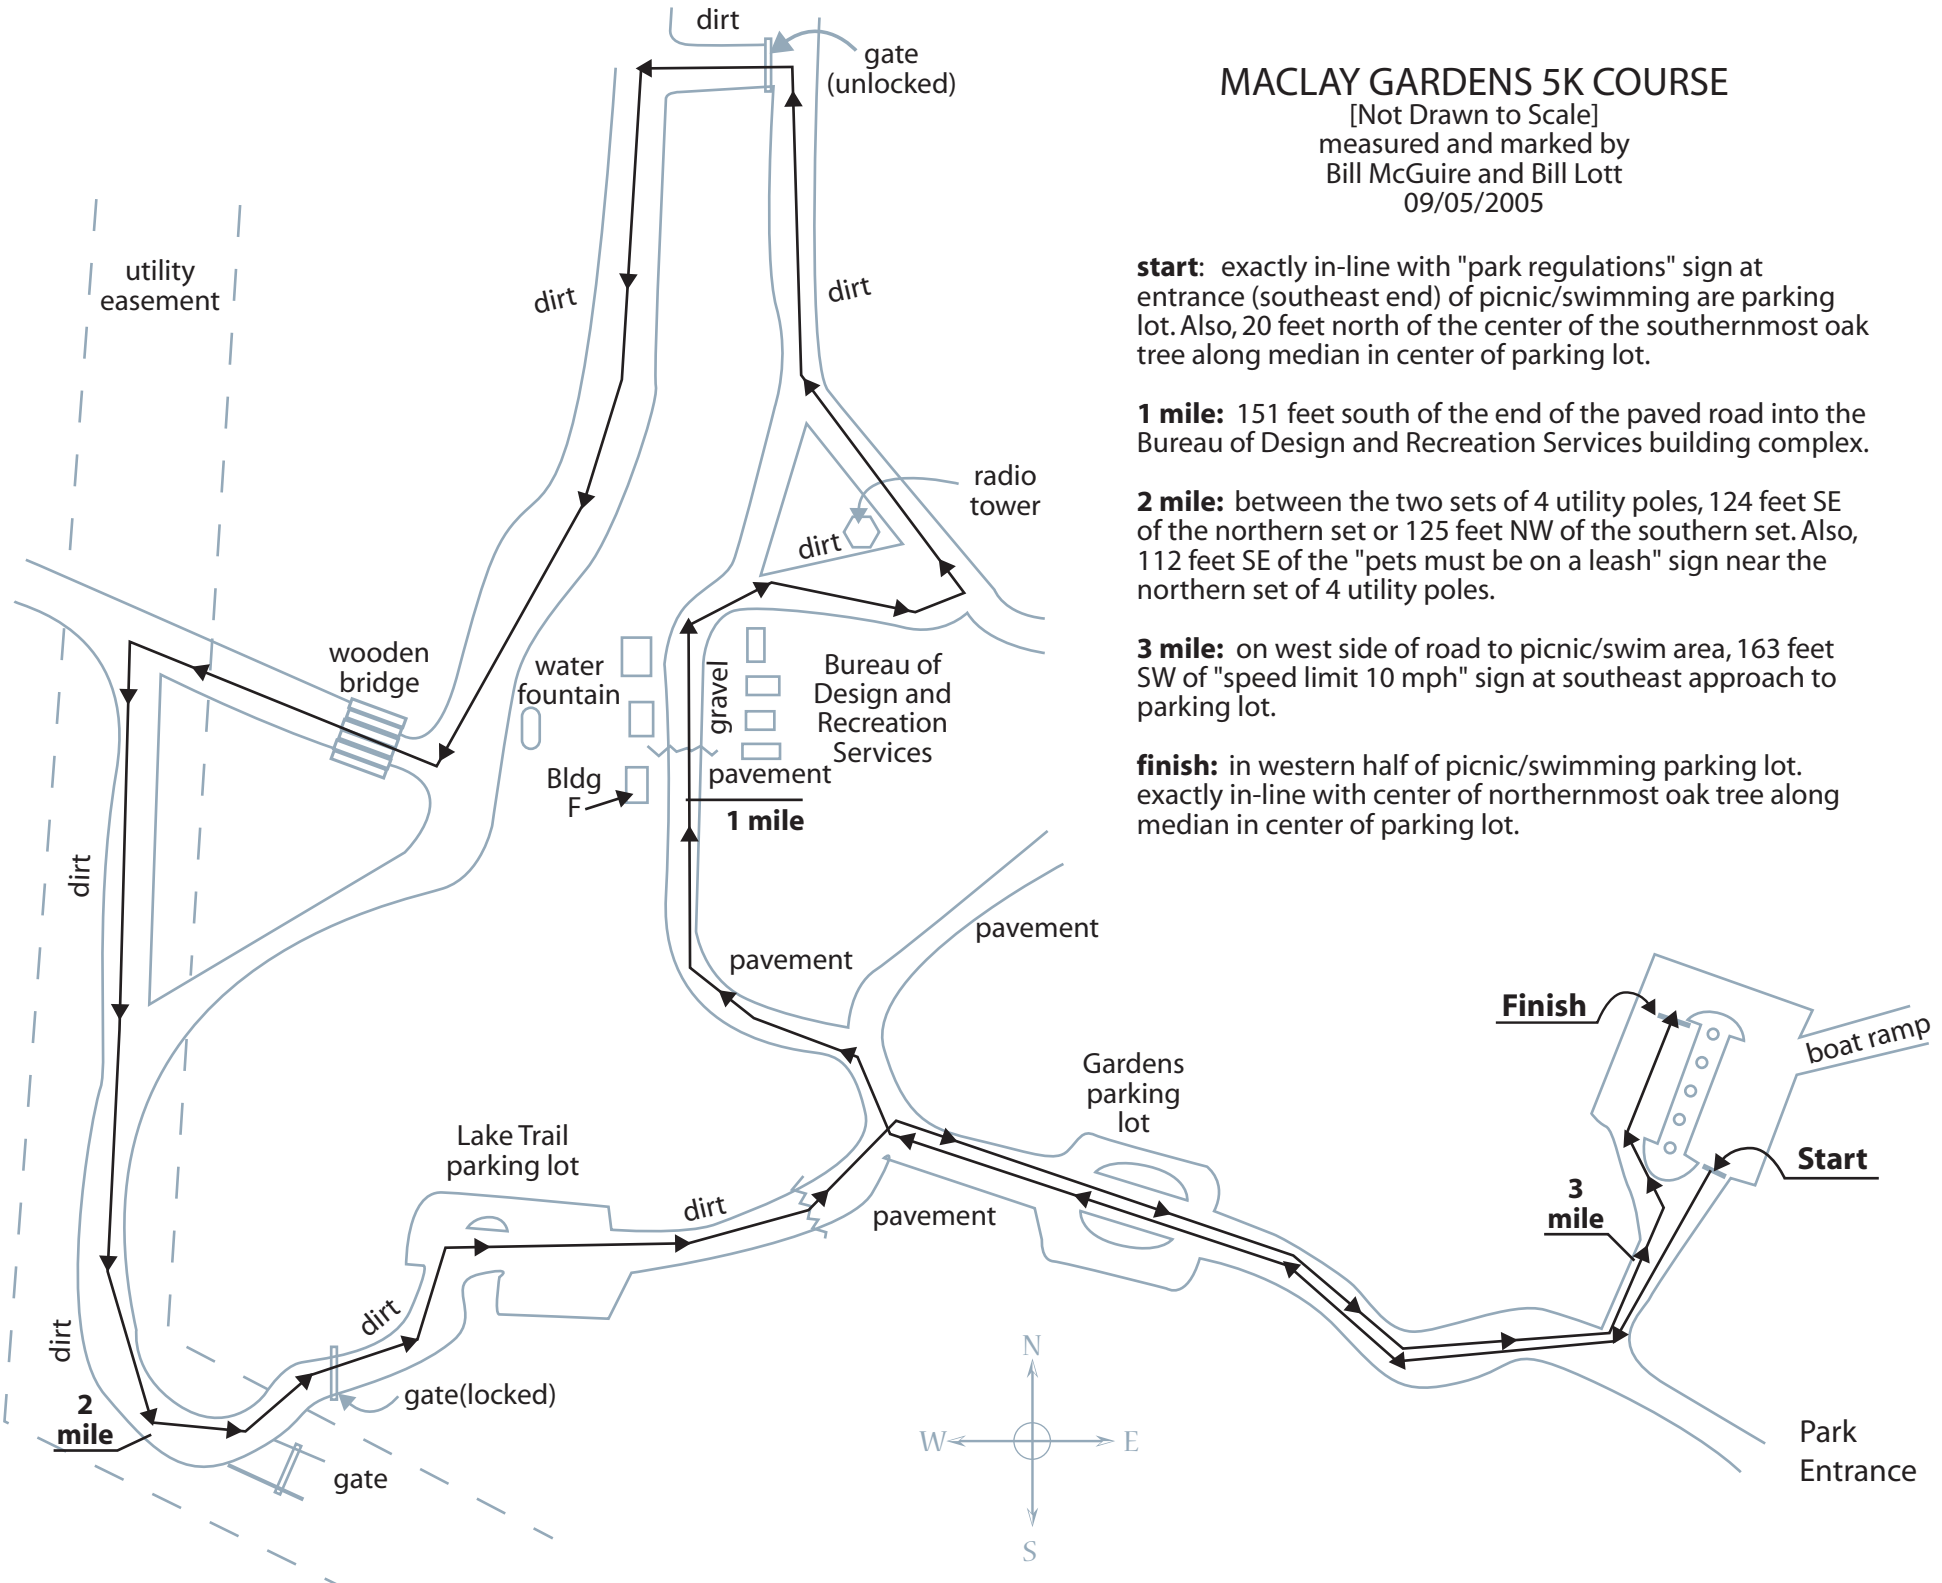 MACLAY GARDENS 5K COURSE
[Not Drawn to Scale]
measured and marked by
Bill McGuire and Bill Lott
09/05/2005
start: exactly in-line with "park regulations" sign at
entrance (southeast end) of picnic/swimming are parking
lot. Also, 20 feet north of the center of the southernmost oak
tree along median in center of parking lot.
1 mile: 151 feet south of the end of the paved road into the
Bureau of Design and Recreation Services building complex.
2 mile: between the two sets of 4 utility poles, 124 feet SE
of the northern set or 125 feet NW of the southern set. Also,
112 feet SE of the "pets must be on a leash" sign near the
northern set of 4 utility poles.
3 mile: on west side of road to picnic/swim area, 163 feet
SW of "speed limit 10 mph" sign at southeast approach to
parking lot.
finish: in western half of picnic/swimming parking lot.
exactly in-line with center of northernmost oak tree along
median in center of parking lot.
dirt
gate
(unlocked)
utility
easement
dirt
dirt
radio
tower
dirt
wooden
bridge
water
fountain
gravel
Bureau of
Design and
Recreation
Services
Bldg
F
pavement
1 mile
dirt
pavement
pavement
Finish
boat ramp
Gardens
parking
lot
Lake Trail
parking lot
Start
3
mile
dirt
pavement
dirt
dirt
2
mile
gate(locked)
gate
N
W
E
S
Park
Entrance